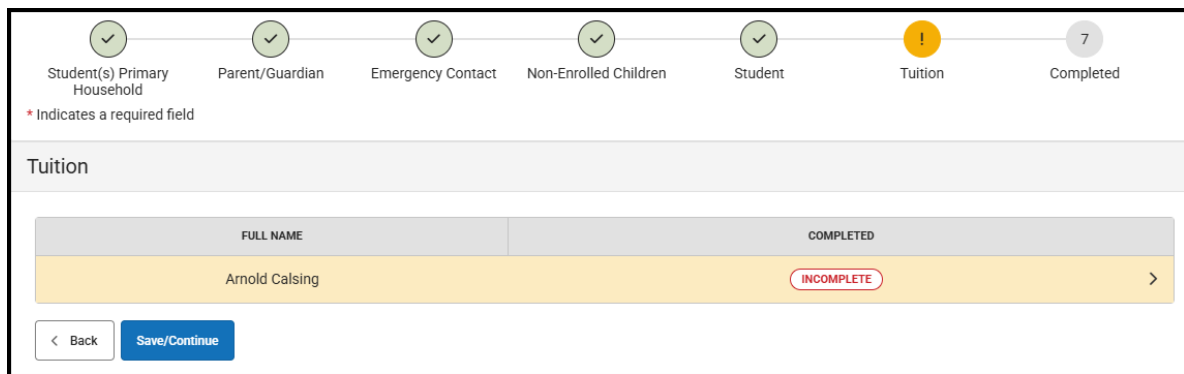 7
Student(s) Primary Household
Parent/Guardian
Emergency Contact
Non-Enrolled Children
Student
Tuition
Completed
* Indicates a required field
Tuition
FULL NAME
COMPLETED
Arnold Calsing
INCOMPLETE
Back
Save/Continue